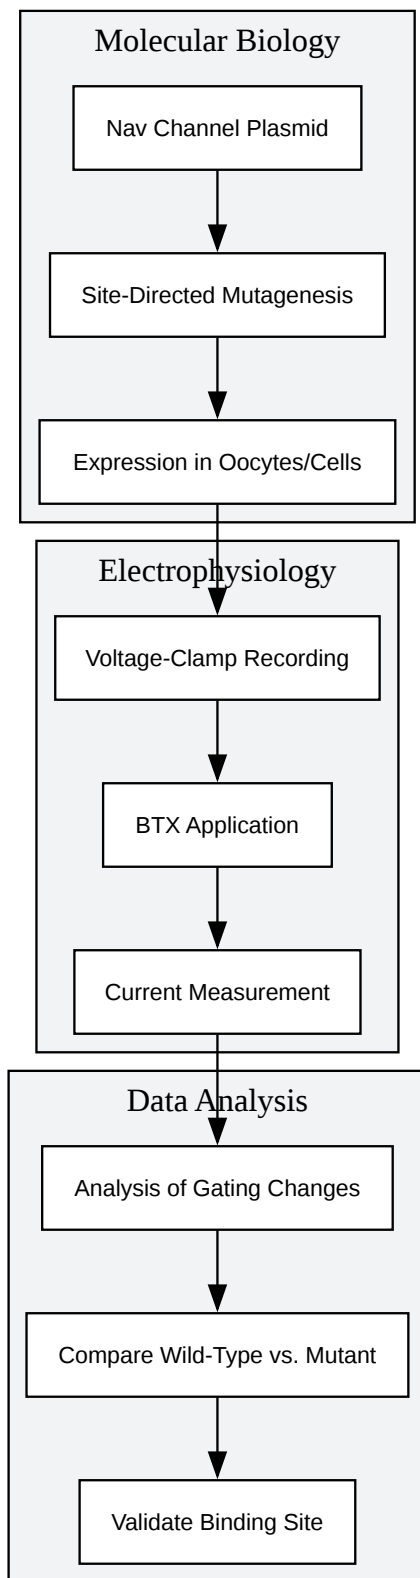 Molecular Biology
Nav Channel Plasmid
Site-Directed Mutagenesis
Expression in Oocytes/Cells
Electrophysiology
Voltage-Clamp Recording
BTX Application
Current Measurement
Data Analysis
Analysis of Gating Changes
Compare Wild-Type vs. Mutant
Validate Binding Site